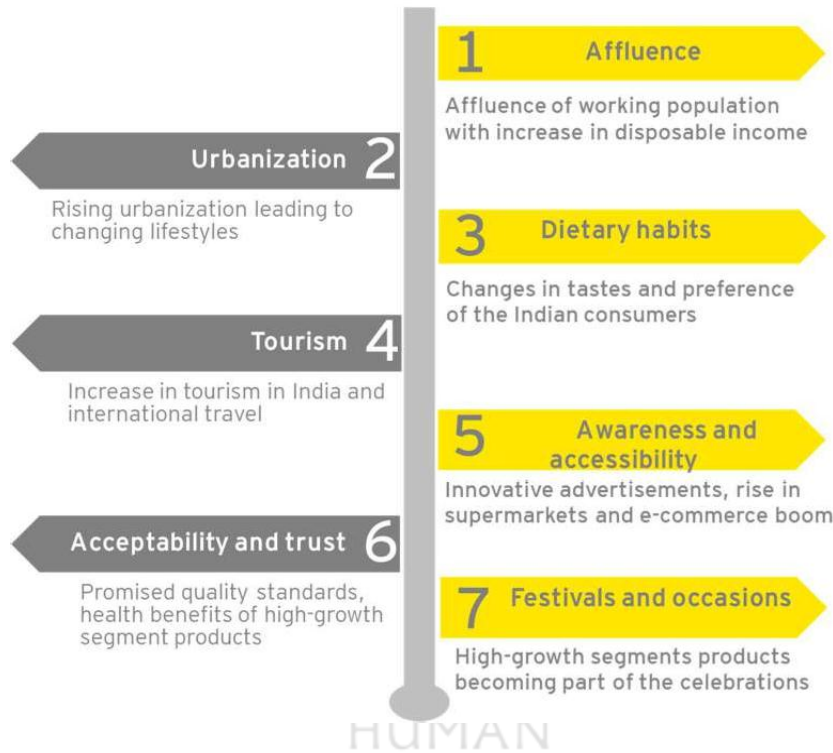 1 Affluence
Affluence of working population
with increase in disposable income
Urbanization 2
Rising urbanization leading to
changing lifestyles
3 Dietary habits
Changes in tastes and preference
of the Indian consumers
Tourism 4
Increase in tourism in India and
international travel
5 Awareness and
accessibility
Innovative advertisements, rise in
supermarkets and e-commerce boom
Acceptability and trust 6
Promised quality standards,
health benefits of high-growth
segment products
7 Festivals and occasions
High-growth segments products
becoming part of the celebrations
HUMAN